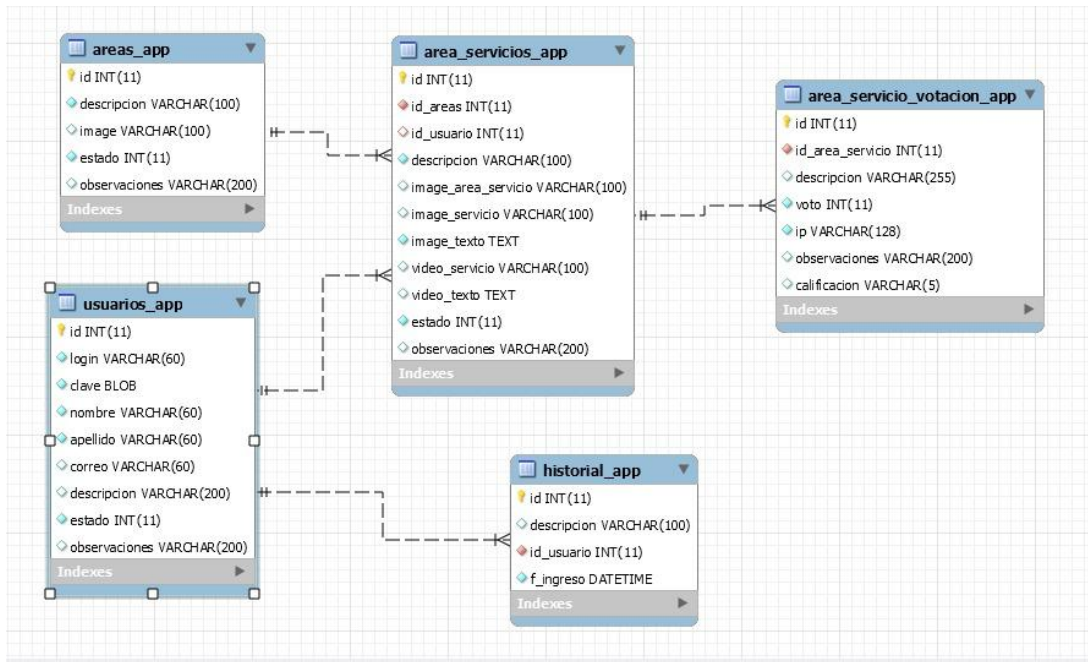 areas_app
id INT(11)
descripcion VARCHAR(100)
image VARCHAR(100)
estado INT(11)
observaciones VARCHAR(200)
Indexes
area_servicios_app
id INT(11)
id_areas INT(11)
id_usuario INT(11)
descripcion VARCHAR(100)
image_area_servicio VARCHAR(100)
image_servicio VARCHAR(100)
image_texto TEXT
video_servicio VARCHAR(100)
video_texto TEXT
estado INT(11)
observaciones VARCHAR(200)
Indexes
area_servicio_votacion_app
id INT(11)
id_area_servicio INT(11)
descripcion VARCHAR(255)
voto INT(11)
ip VARCHAR(128)
observaciones VARCHAR(200)
calificacion VARCHAR(5)
Indexes
usuarios_app
id INT(11)
login VARCHAR(60)
clave BLOB
nombre VARCHAR(60)
apellido VARCHAR(60)
correo VARCHAR(60)
descripcion VARCHAR(200)
estado INT(11)
observaciones VARCHAR(200)
Indexes
historial_app
id INT(11)
descripcion VARCHAR(100)
id_usuario INT(11)
f_ingreso DATETIME
Indexes